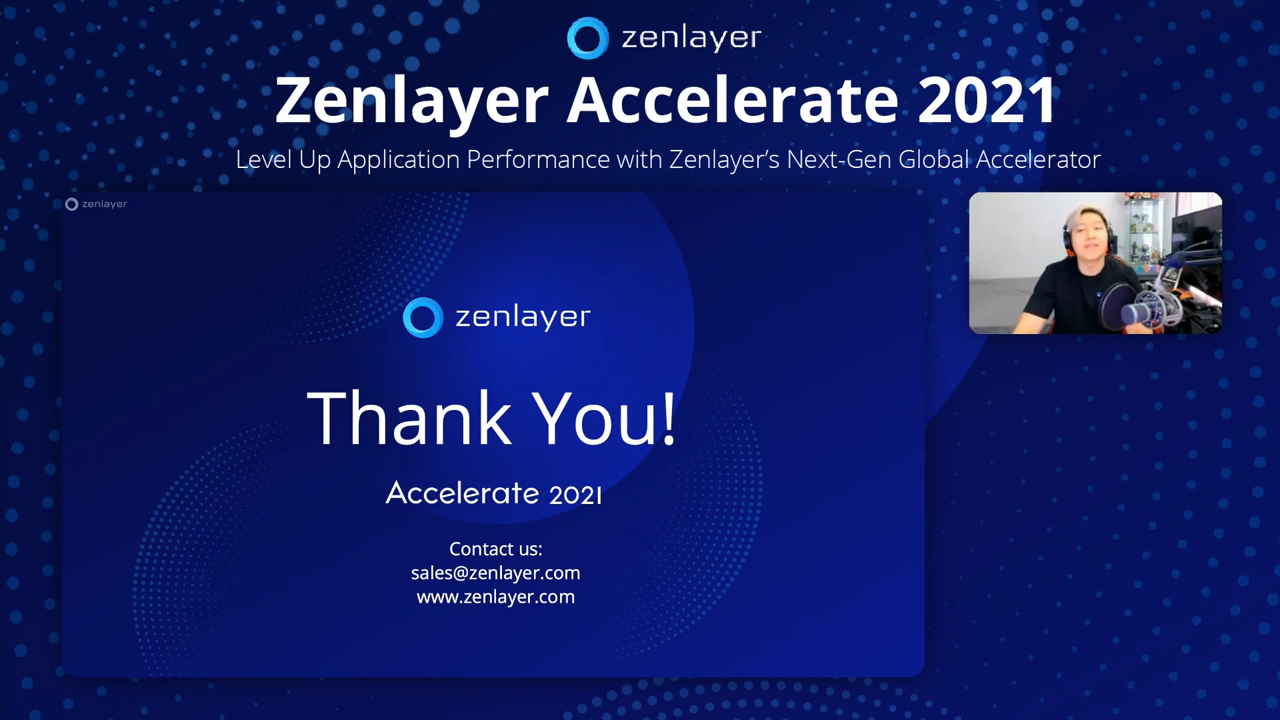 zenlayer
Zenlayer Accelerate 2021
Level Up Application Performance with Zenlayer’s Next-Gen Global Accelerator
zenlayer
zenlayer
Thank You!
Accelerate 2021
Contact us:
sales@zenlayer.com
www.zenlayer.com